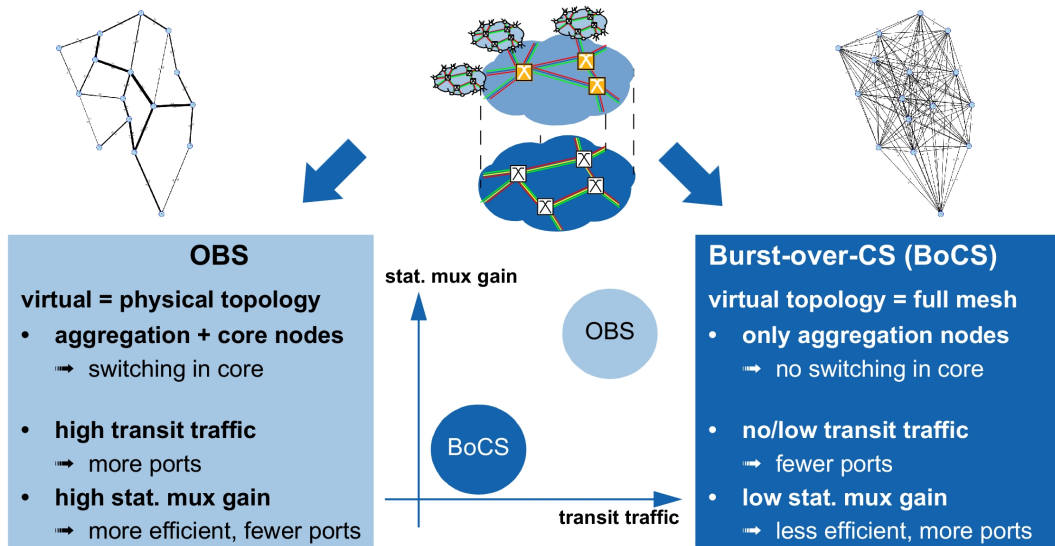 OBS
virtual = physical topology
• aggregation + core nodes
➟ switching in core
• high transit traffic
➟ more ports
• high stat. mux gain
➟ more efficient, fewer ports
stat. mux gain
OBS
BoCS
transit traffic
Burst-over-CS (BoCS)
virtual topology = full mesh
• only aggregation nodes
➟ no switching in core
• no/low transit traffic
➟ fewer ports
• low stat. mux gain
➟ less efficient, more ports